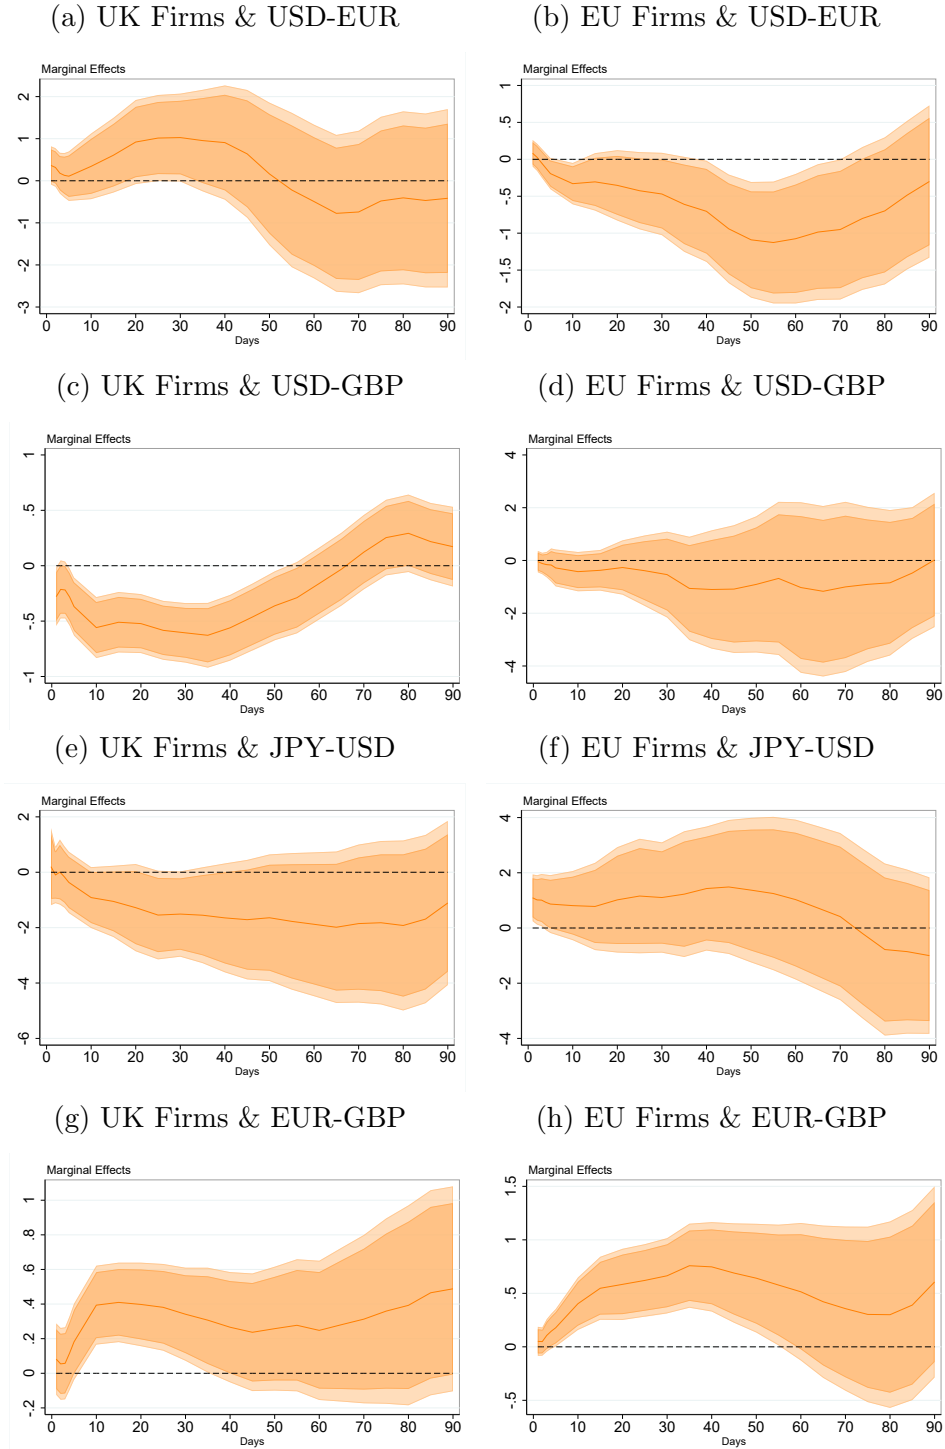 (a) UK Firms & USD-EUR
Marginal Effects
2
1
0
-1
-2
-3
0 10 20 30 40 50 60 70 80 90
Days
(b) EU Firms & USD-EUR
Marginal Effects
1
.5
0
-.5
-1
-1.5
-2
0 10 20 30 40 50 60 70 80 90
Days
(c) UK Firms & USD-GBP
Marginal Effects
1
.5
0
-.5
-1
0 10 20 30 40 50 60 70 80 90
Days
(d) EU Firms & USD-GBP
Marginal Effects
4
2
0
-2
-4
0 10 20 30 40 50 60 70 80 90
Days
(e) UK Firms & JPY-USD
Marginal Effects
2
0
-2
-4
-6
0 10 20 30 40 50 60 70 80 90
Days
(f) EU Firms & JPY-USD
Marginal Effects
4
2
0
-2
-4
0 10 20 30 40 50 60 70 80 90
Days
(g) UK Firms & EUR-GBP
Marginal Effects
1
.8
.6
.4
.2
0
-.2
0 10 20 30 40 50 60 70 80 90
Days
(h) EU Firms & EUR-GBP
Marginal Effects
1.5
1
.5
0
-.5
0 10 20 30 40 50 60 70 80 90
Days